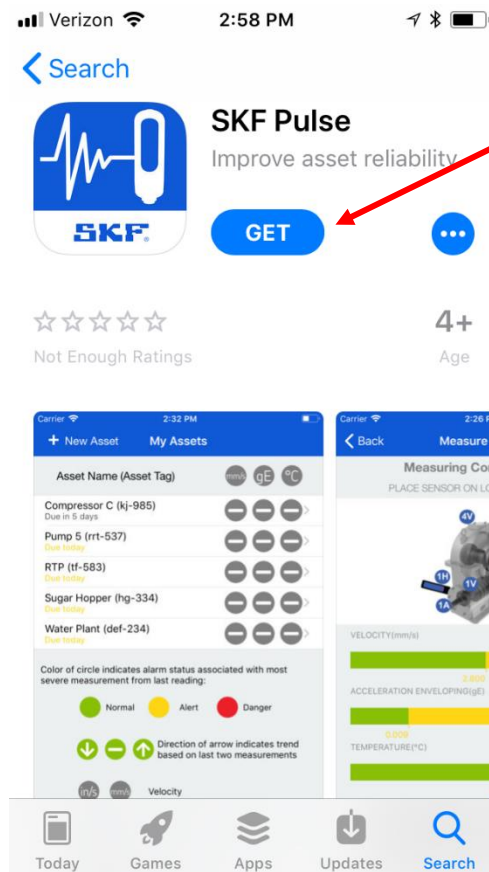 Verizon 2:58 PM
Search
SKF Pulse
Improve asset reliability
SKF.
GET
4+
Not Enough Ratings
Age
Carrier 2:32 PM
+ New Asset My Assets
Asset Name (Asset Tag) mm/s gE °C
Compressor C (kj-985)
Due in 5 days
Pump 5 (rrt-537)
Due today
RTP (tf-583)
Due today
Sugar Hopper (hg-334)
Due today
Water Plant (def-234)
Due today
Color of circle indicates alarm status associated with most
severe measurement from last reading:
Normal Alert Danger
Direction of arrow indicates trend
based on last two measurements
in/s mm/s Velocity
Carrier 2:26
Back Measure
Measuring
PLACE SENSOR ON
4V
1H
1V
1A
VELOCITY(mm/s)
ACCELERATION ENVELOPING(gE)
0.009
TEMPERATURE(°C)
Today Games Apps Updates Search